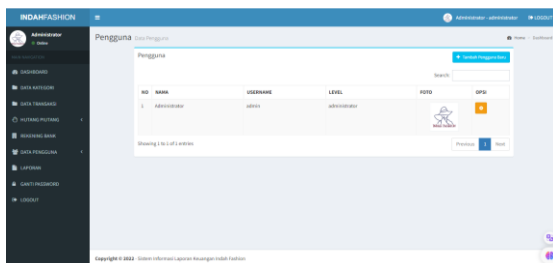 INDAHFASHION
Administrator - administrator LOGOUT
Administrator
Online
Pengguna Data Pengguna
Home - Dashboard
DASHBOARD
DATA KATEGORI
DATA TRANSAKSI
HUTANG PIUTANG
REKENING BANK
DATA PENGGUNA
LAPORAN
GANTI PASSWORD
LOGOUT
Pengguna
+ Tambah Pengguna Baru
Search:
NO NAMA USERNAME LEVEL FOTO OPSI
1 Administrator admin administrator
Showing 1 to 1 of 1 entries
Previous 1 Next
Copyright © 2022 - Sistem Informasi Laporan Keuangan Indah Fashion